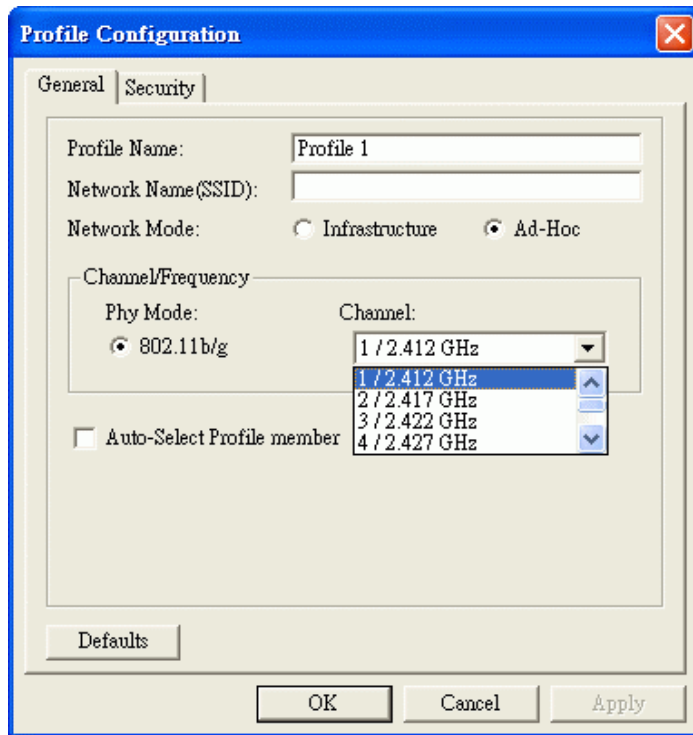 Profile Configuration
General
Security
Profile Name:
Profile 1
Network Name(SSID):
Network Mode:
Infrastructure
Ad-Hoc
Channel/Frequency
Phy Mode:
Channel:
802.11b/g
1 / 2.412 GHz
1 / 2.412 GHz
2 / 2.417 GHz
3 / 2.422 GHz
4 / 2.427 GHz
Auto-Select Profile member
Defaults
OK
Cancel
Apply